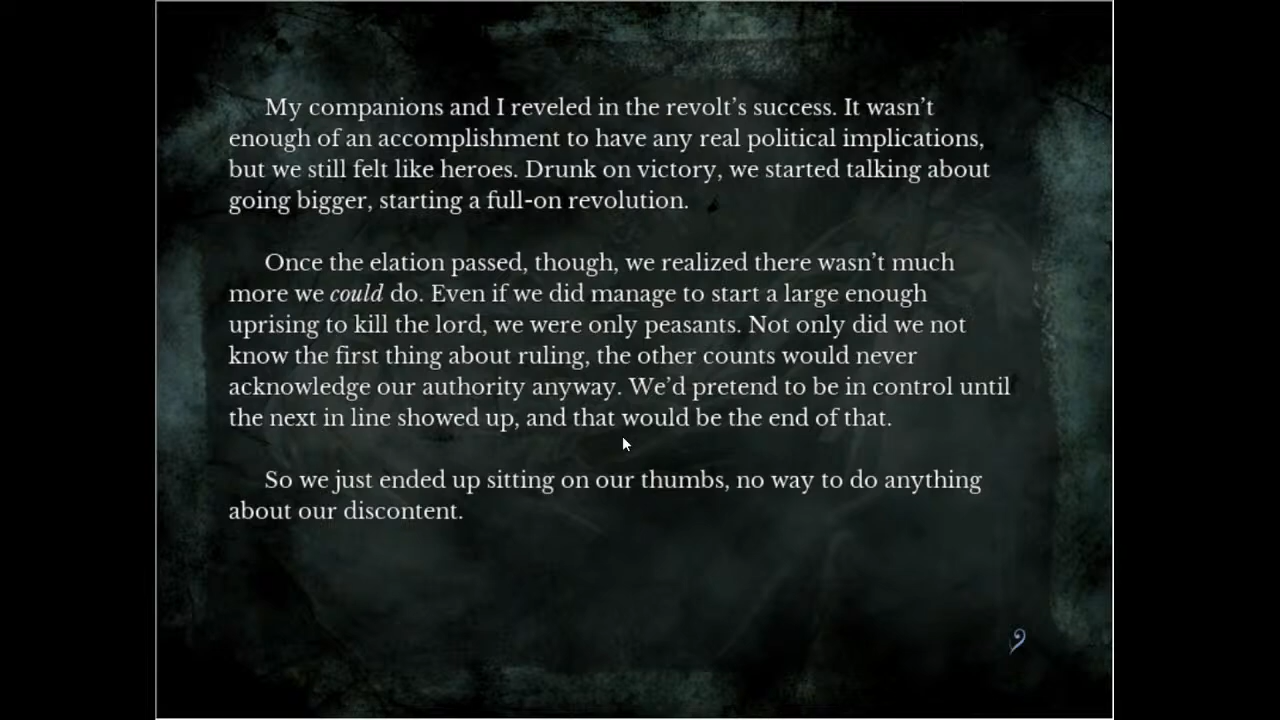 My companions and I reveled in the revolt’s success. It wasn’t
enough of an accomplishment to have any real political implications,
but we still felt like heroes. Drunk on victory, we started talking about
going bigger, starting a full-on revolution.
Once the elation passed, though, we realized there wasn’t much
more we could do. Even if we did manage to start a large enough
uprising to kill the lord, we were only peasants. Not only did we not
know the first thing about ruling, the other counts would never
acknowledge our authority anyway. We’d pretend to be in control until
the next in line showed up, and that would be the end of that.
So we just ended up sitting on our thumbs, no way to do anything
about our discontent.